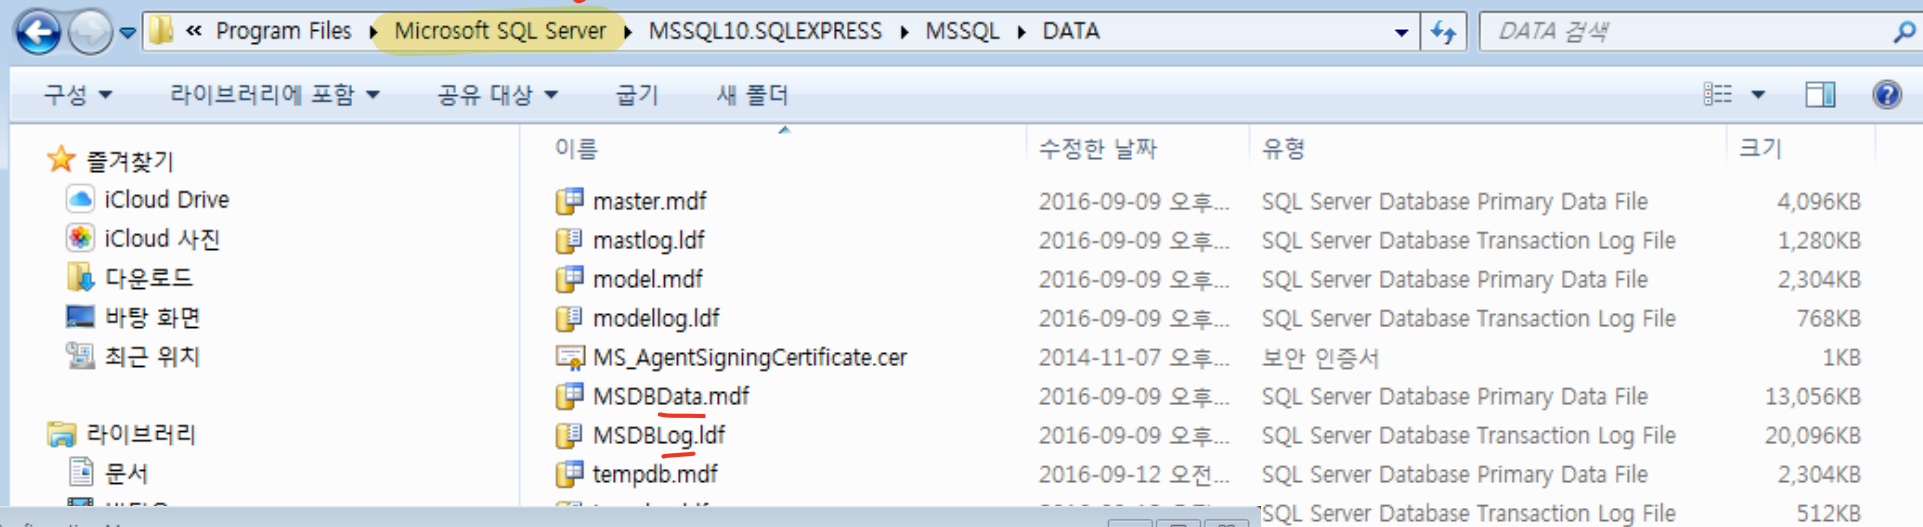 « Program Files ▸ Microsoft SQL Server ▸ MSSQL10.SQLEXPRESS ▸ MSSQL ▸ DATA DATA 검색
구성 라이브러리에 포함 공유 대상 굽기 새 폴더
이름 수정한 날짜 유형 크기
즐겨찾기
iCloud Drive
iCloud 사진
다운로드
바탕 화면
최근 위치
라이브러리
문서
master.mdf 2016-09-09 오후... SQL Server Database Primary Data File 4,096KB
mastlog.ldf 2016-09-09 오후... SQL Server Database Transaction Log File 1,280KB
model.mdf 2016-09-09 오후... SQL Server Database Primary Data File 2,304KB
modellog.ldf 2016-09-09 오후... SQL Server Database Transaction Log File 768KB
MS_AgentSigningCertificate.cer 2014-11-07 오후... 보안 인증서 1KB
MSDBData.mdf 2016-09-09 오후... SQL Server Database Primary Data File 13,056KB
MSDBLog.ldf 2016-09-09 오후... SQL Server Database Transaction Log File 20,096KB
tempdb.mdf 2016-09-12 오전... SQL Server Database Primary Data File 2,304KB
SQL Server Database Transaction Log File 512KB